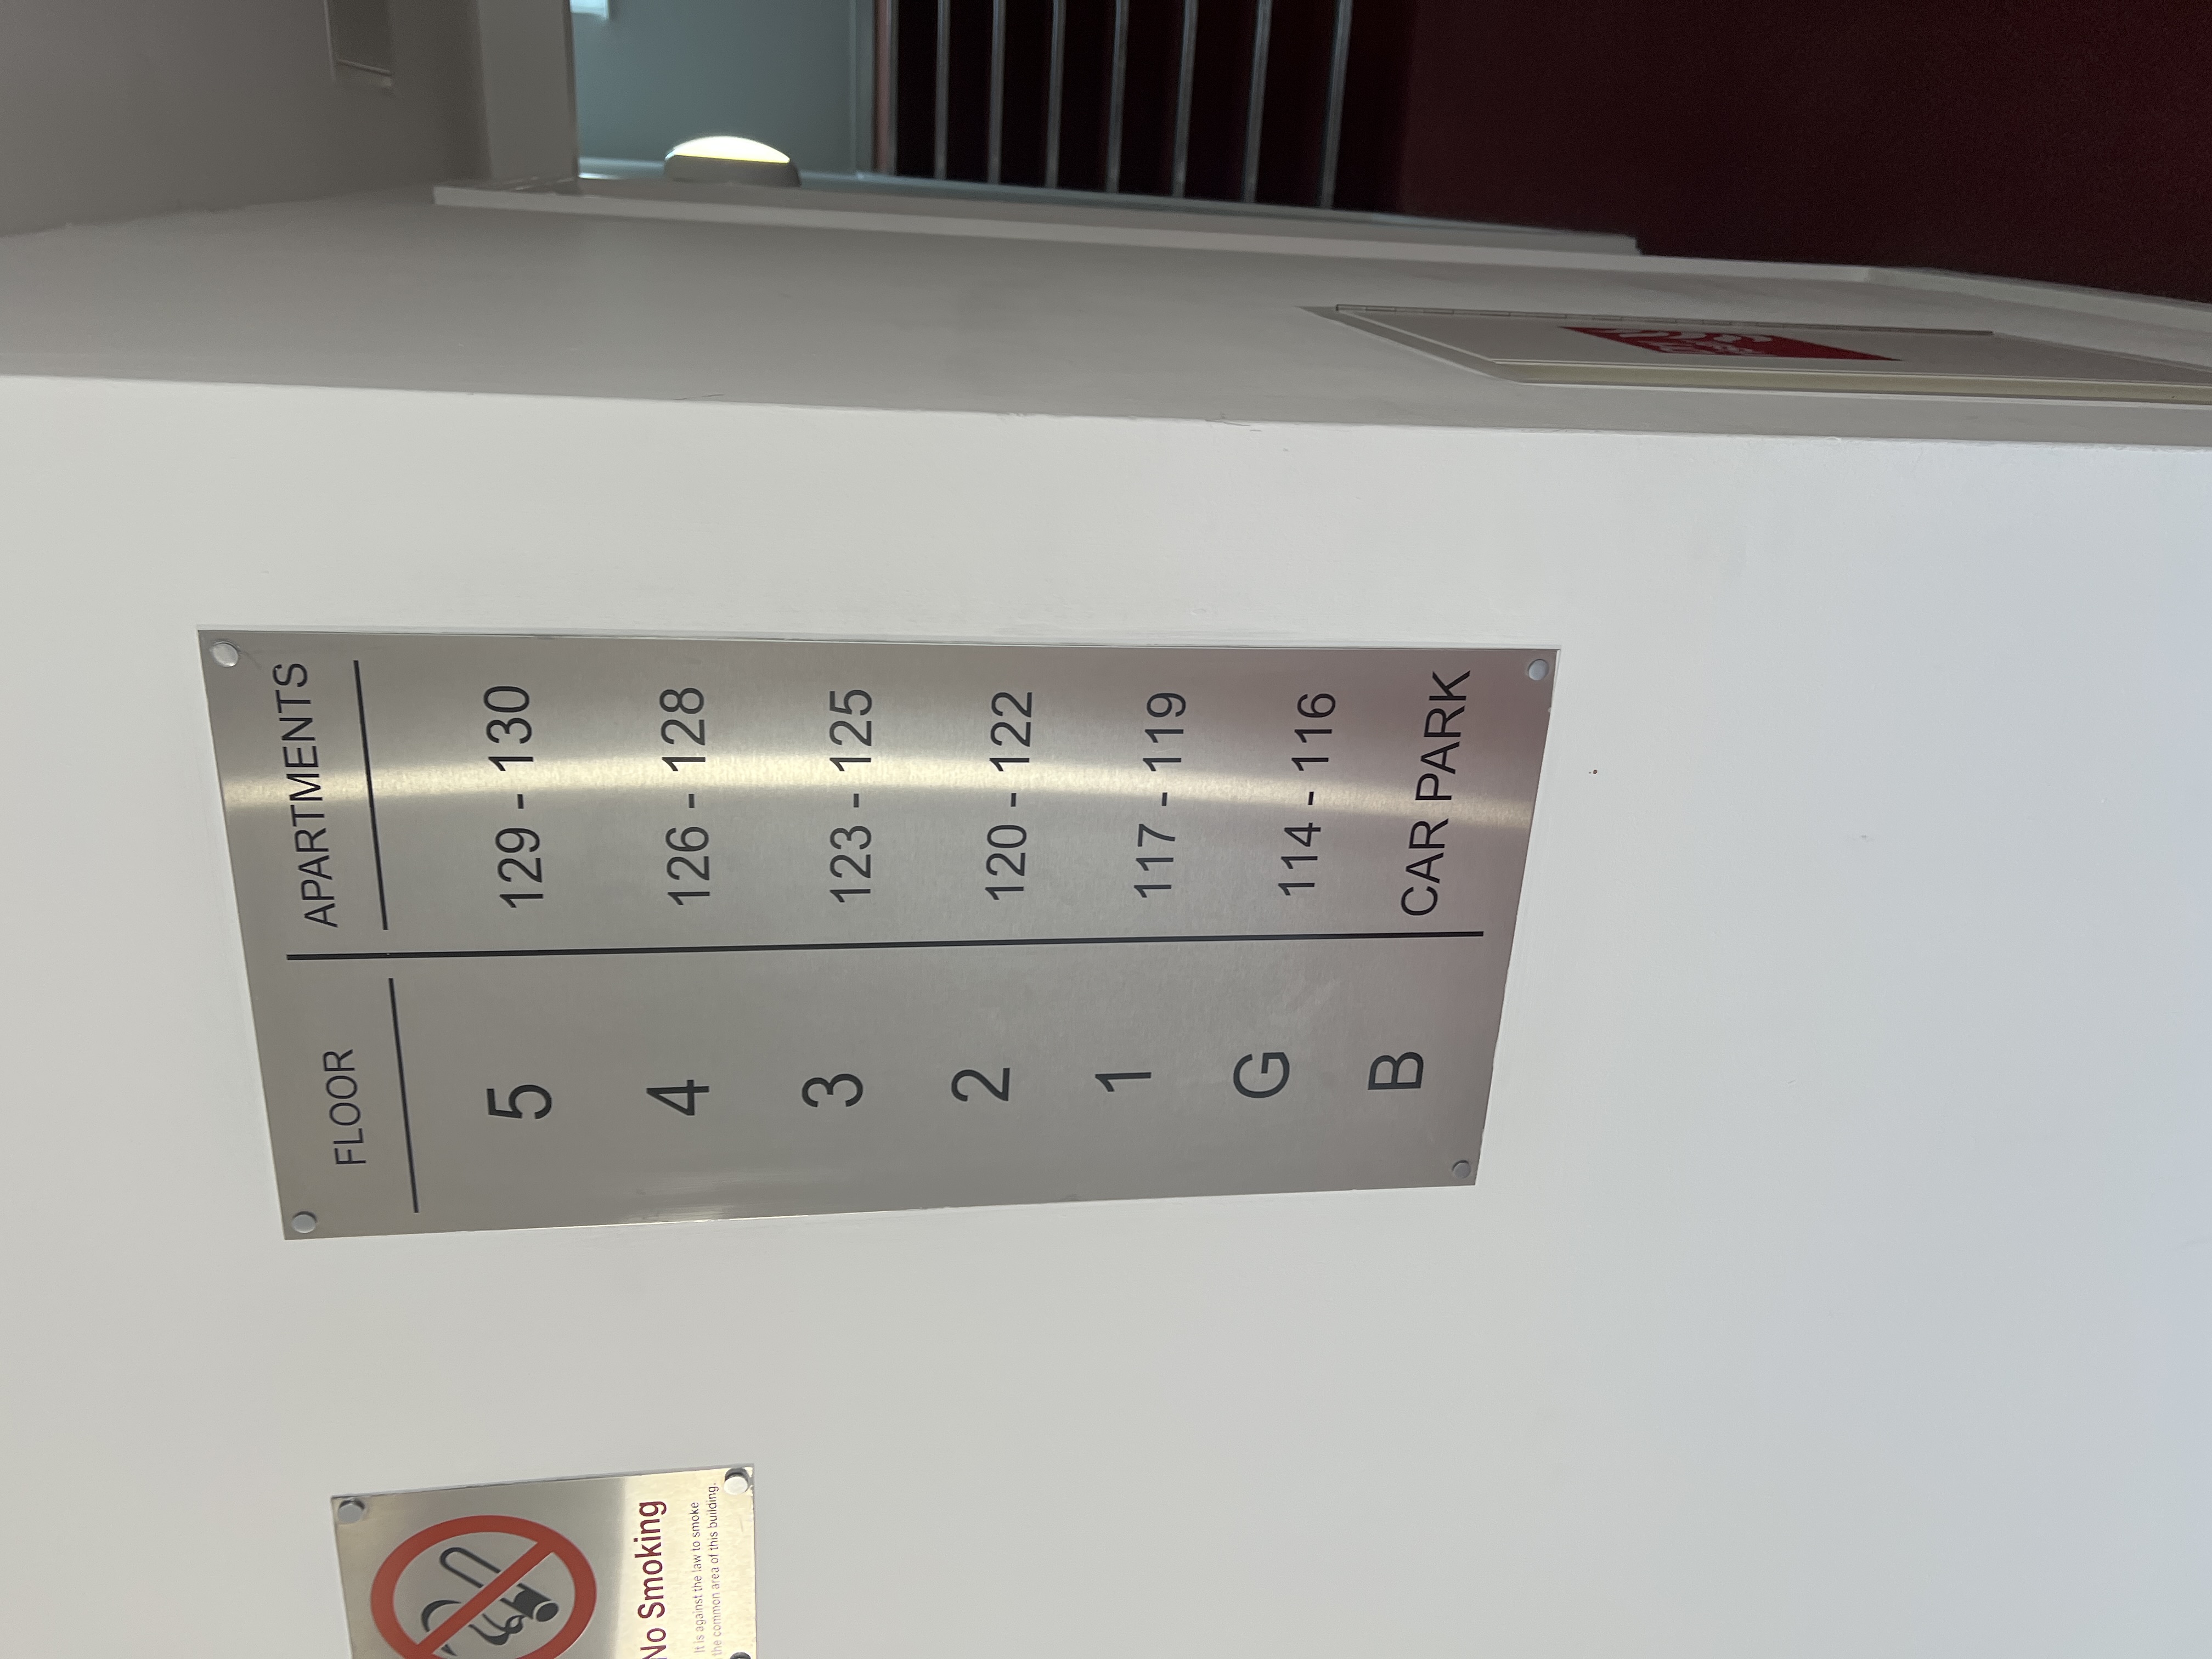 No Smoking
It is against the law to smoke
the common area of this building.
FLOOR APARTMENTS
5 129 - 130
4 126 - 128
3 123 - 125
2 120 - 122
1 117 - 119
G 114 - 116
B CAR PARK